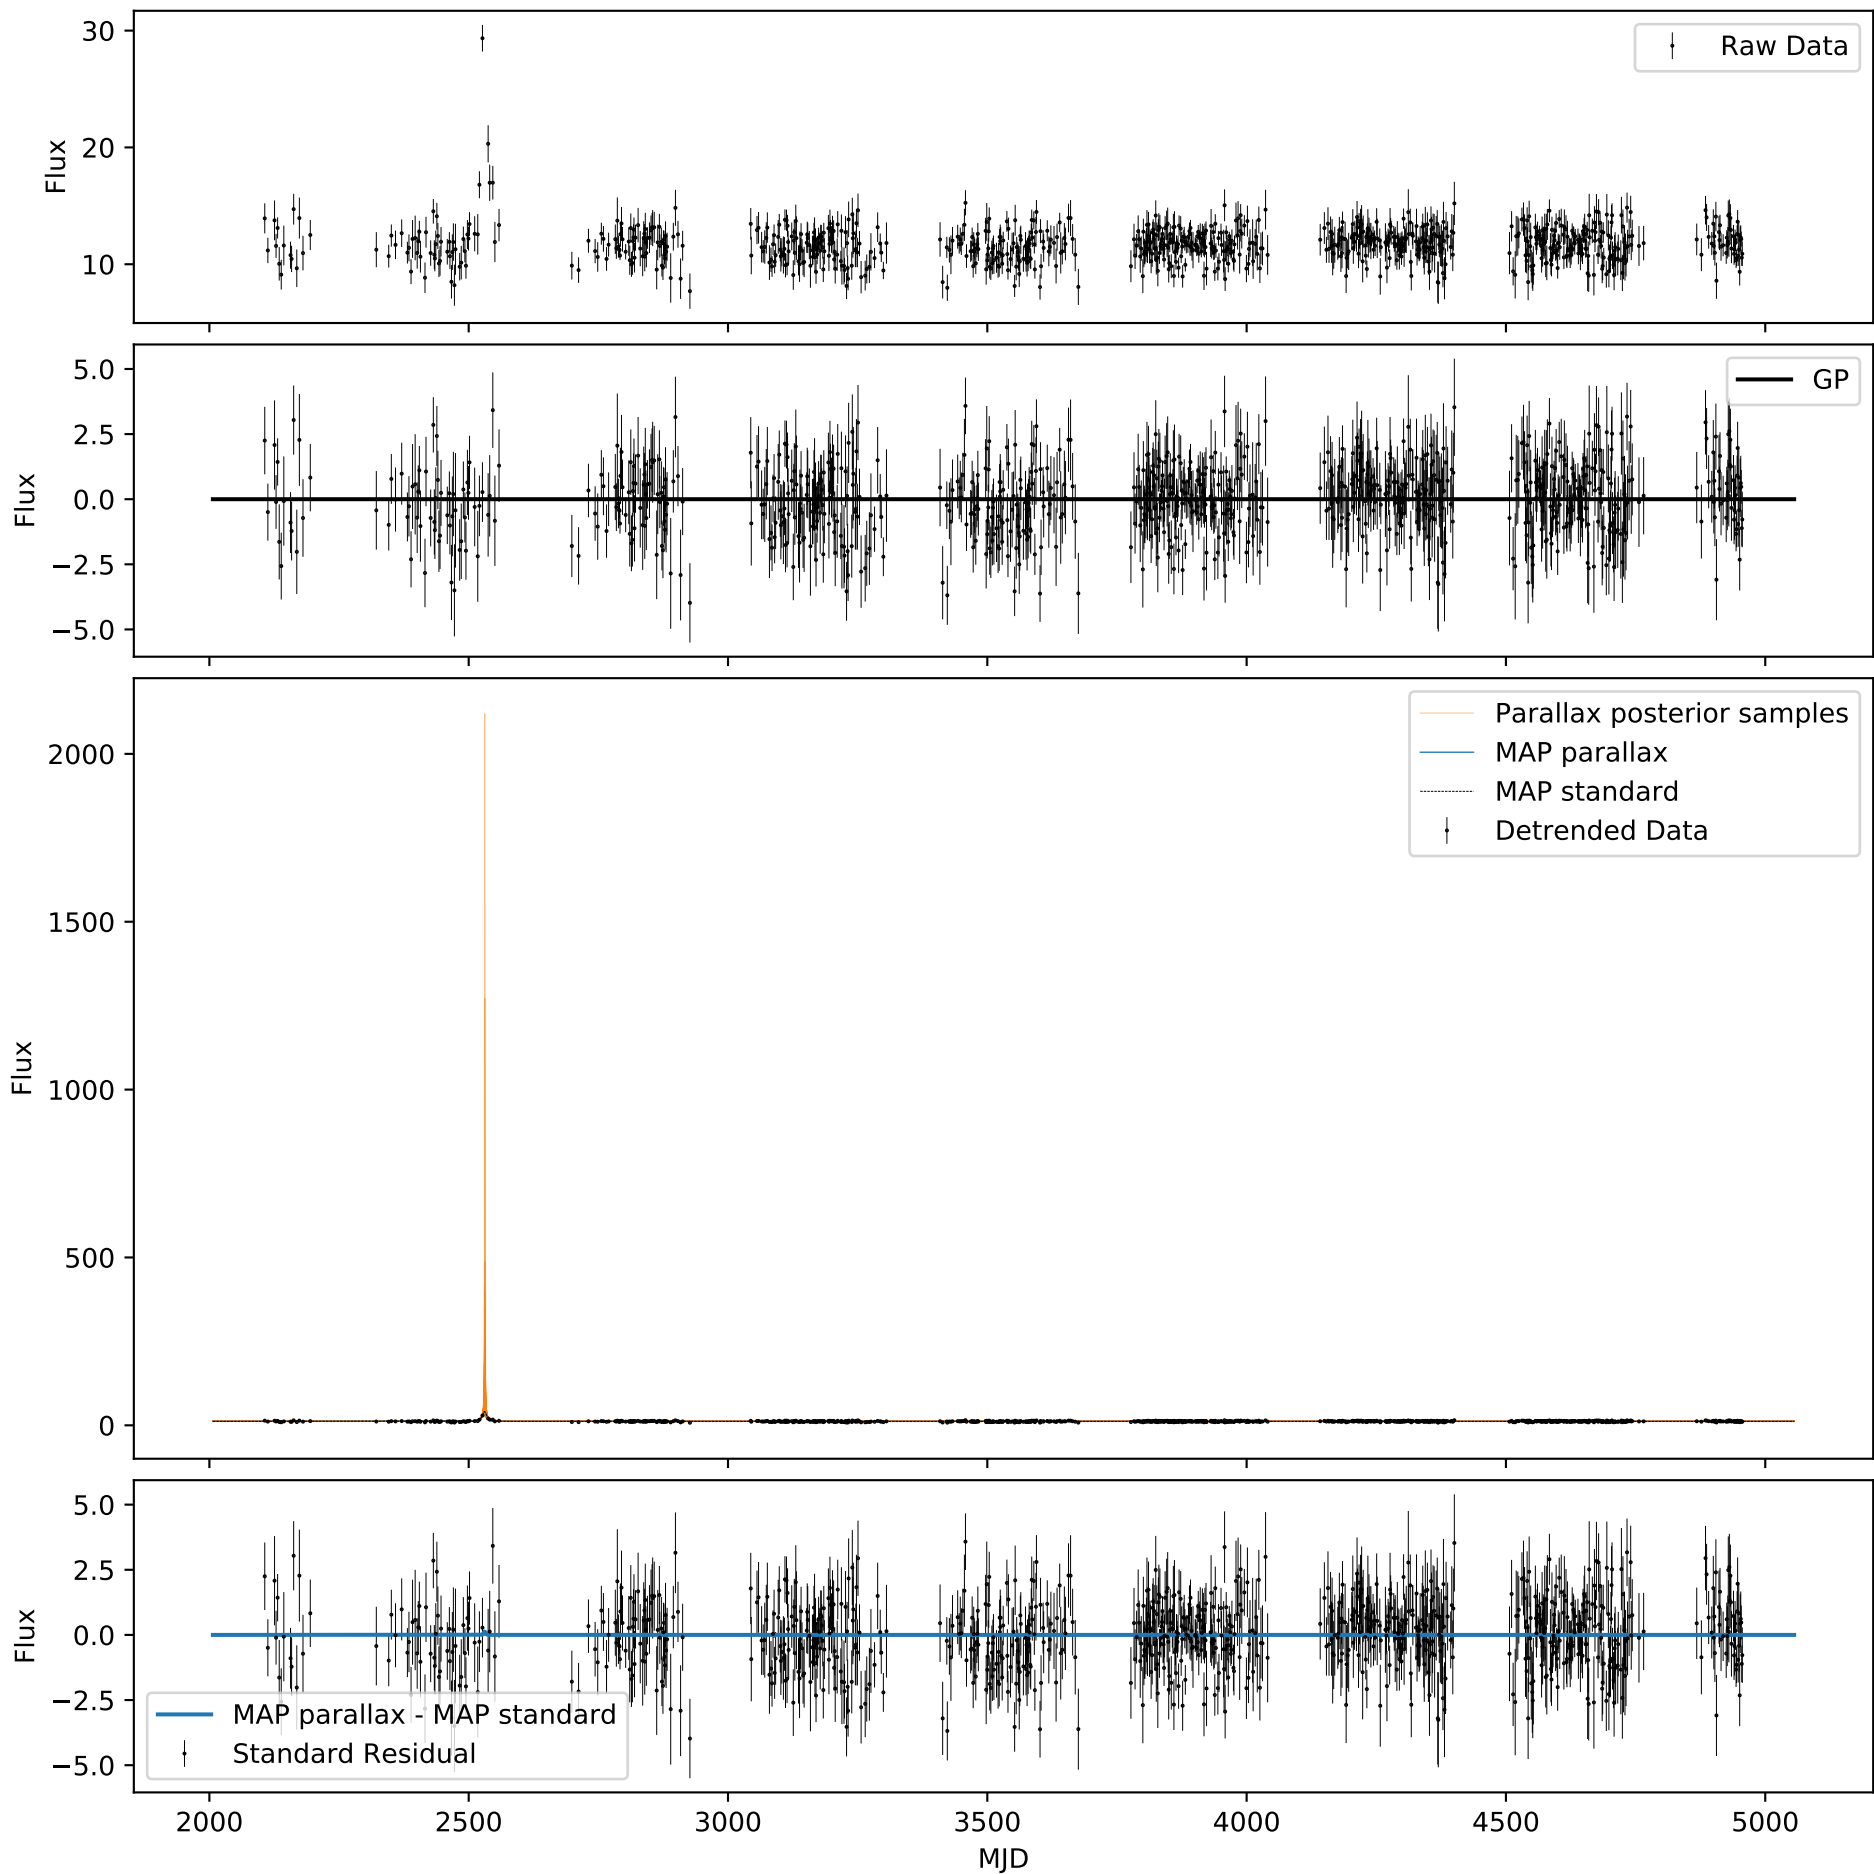 30
20
10
Flux
Raw Data
5.0
2.5
0.0
−2.5
−5.0
Flux
GP
2000
1500
1000
500
0
Flux
Parallax posterior samples
MAP parallax
MAP standard
Detrended Data
5.0
2.5
0.0
−2.5
−5.0
Flux
MAP parallax - MAP standard
Standard Residual
2000 2500 3000 3500 4000 4500 5000
MJD